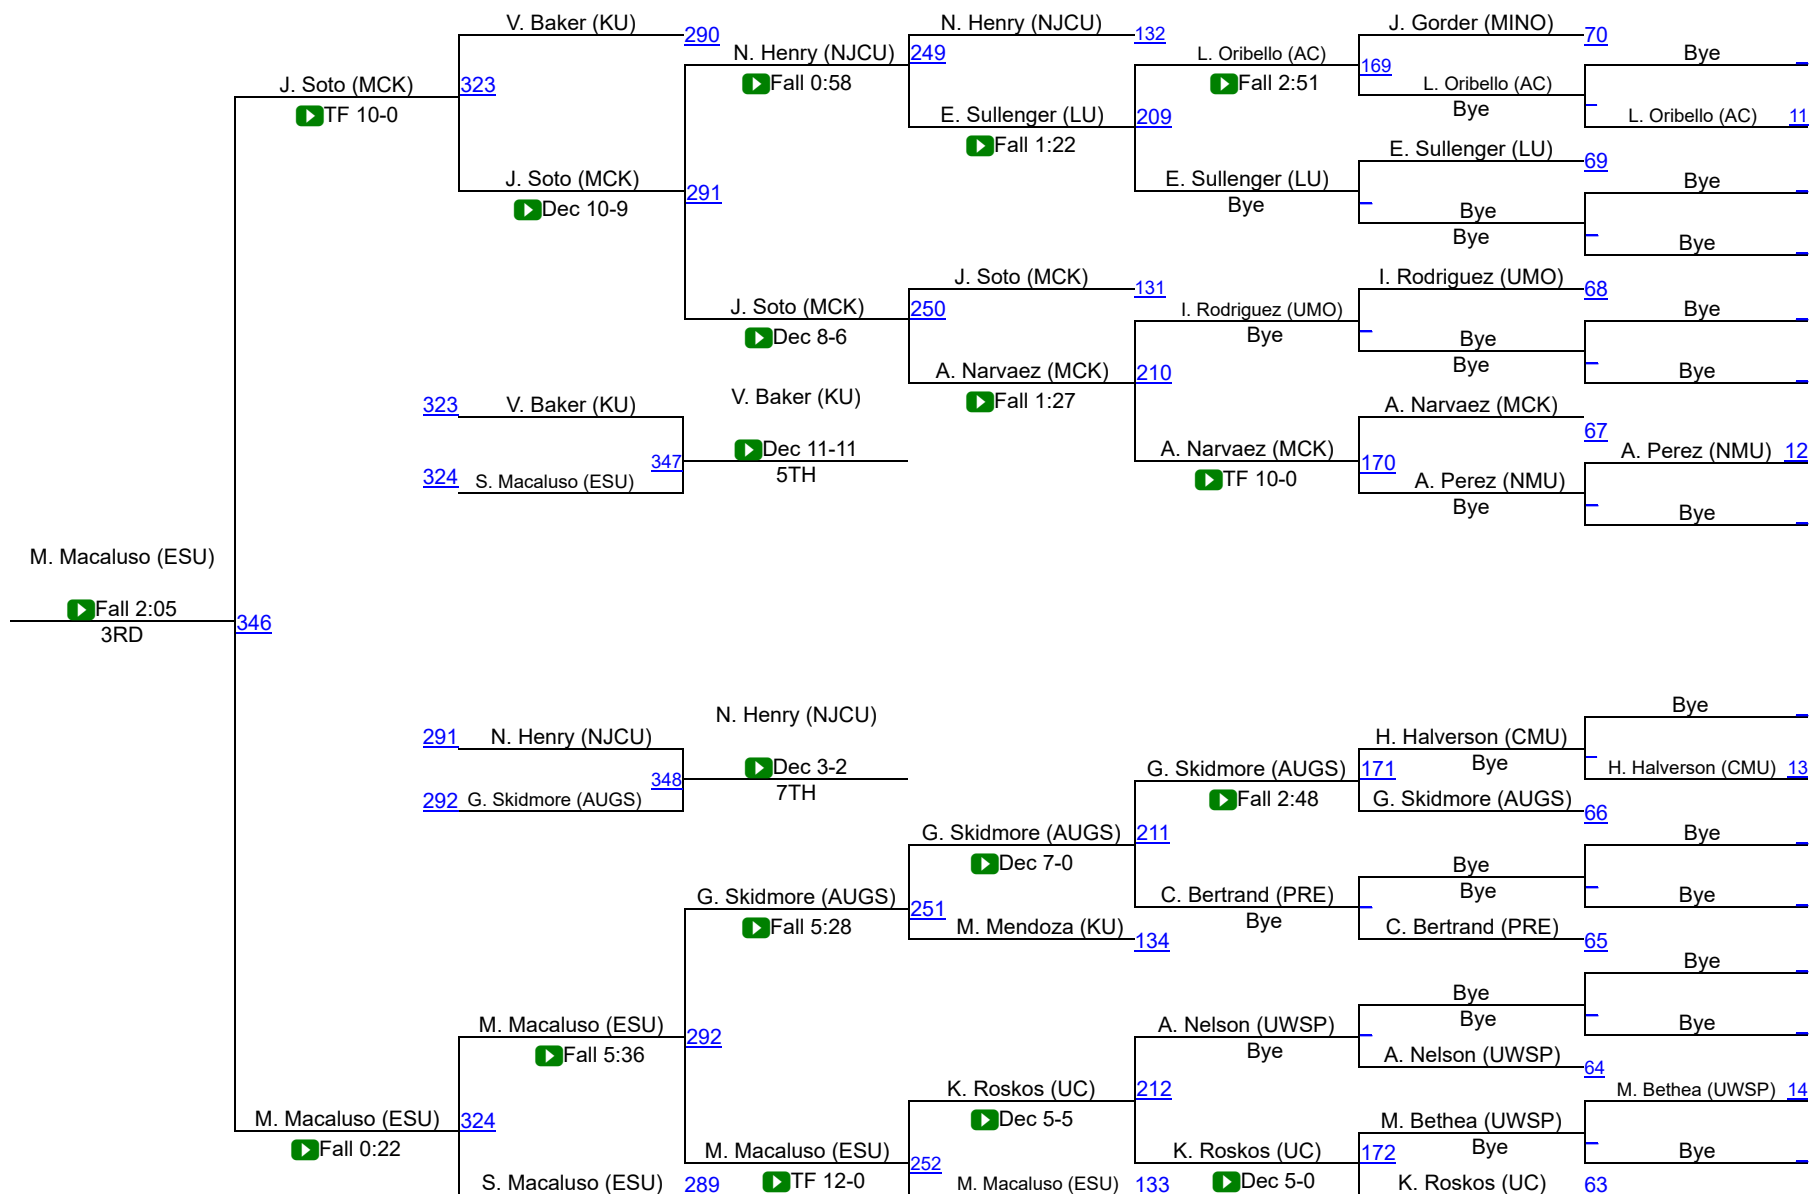 V. Baker (KU)
290
N. Henry (NJCU)
132
J. Gorder (MINO)
70
N. Henry (NJCU)
249
Fall 0:58
L. Oribello (AC)
169
Fall 2:51
Bye
J. Soto (MCK)
323
TF 10-0
L. Oribello (AC)
Bye
E. Sullenger (LU)
209
Fall 1:22
L. Oribello (AC)
11
E. Sullenger (LU)
69
J. Soto (MCK)
291
Dec 10-9
E. Sullenger (LU)
Bye
Bye
Bye
Bye
Bye
J. Soto (MCK)
131
I. Rodriguez (UMO)
68
J. Soto (MCK)
250
Dec 8-6
I. Rodriguez (UMO)
Bye
Bye
Bye
Bye
A. Narvaez (MCK)
210
Fall 1:27
Bye
323
V. Baker (KU)
V. Baker (KU)
A. Narvaez (MCK)
67
Dec 11-11
5TH
347
324
S. Macaluso (ESU)
A. Narvaez (MCK)
170
TF 10-0
A. Perez (NMU)
12
A. Perez (NMU)
Bye
Bye
M. Macaluso (ESU)
Fall 2:05
3RD
346
N. Henry (NJCU)
Bye
291
N. Henry (NJCU)
H. Halverson (CMU)
Bye
Dec 3-2
7TH
348
G. Skidmore (AUGS)
171
Fall 2:48
H. Halverson (CMU)
13
292
G. Skidmore (AUGS)
G. Skidmore (AUGS)
66
G. Skidmore (AUGS)
211
Dec 7-0
Bye
Bye
Bye
G. Skidmore (AUGS)
251
Fall 5:28
C. Bertrand (PRE)
Bye
Bye
M. Mendoza (KU)
134
C. Bertrand (PRE)
65
Bye
Bye
Bye
M. Macaluso (ESU)
292
Fall 5:36
A. Nelson (UWSP)
Bye
Bye
A. Nelson (UWSP)
64
K. Roskos (UC)
212
Dec 5-5
M. Bethea (UWSP)
14
M. Macaluso (ESU)
324
Fall 0:22
M. Bethea (UWSP)
Bye
M. Macaluso (ESU)
252
TF 12-0
K. Roskos (UC)
172
Dec 5-0
Bye
S. Macaluso (ESU)
289
M. Macaluso (ESU)
133
K. Roskos (UC)
63